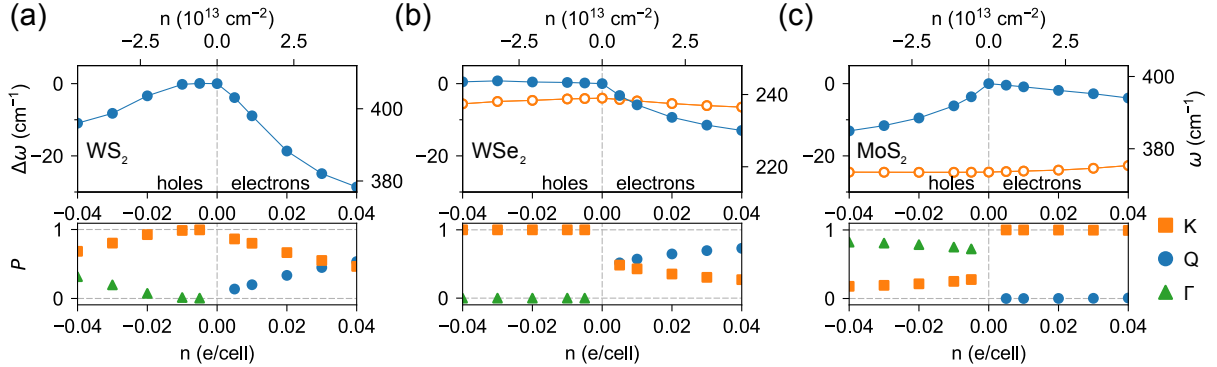 (a) (b) (c)
n (10¹³ cm⁻²) n (10¹³ cm⁻²) n (10¹³ cm⁻²)
−2.5 0.0 2.5 −2.5 0.0 2.5 −2.5 0.0 2.5
Δω (cm⁻¹)
0
−20
400
380
WS₂
holes electrons
240
220
WSe₂
holes electrons
400
380
ω (cm⁻¹)
MoS₂
holes electrons
−0.04 −0.02 0.00 0.02 0.04 −0.04 −0.02 0.00 0.02 0.04 −0.04 −0.02 0.00 0.02 0.04
P
1
0
1
0
1
0
K
Q
Γ
−0.04 −0.02 0.00 0.02 0.04 −0.04 −0.02 0.00 0.02 0.04 −0.04 −0.02 0.00 0.02 0.04
n (e/cell) n (e/cell) n (e/cell)